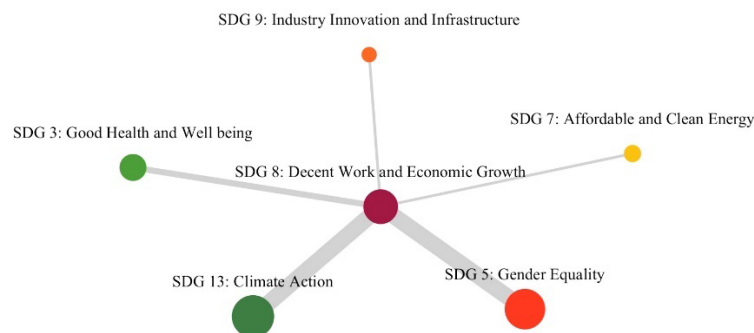 SDG 9: Industry Innovation and Infrastructure
SDG 7: Affordable and Clean Energy
SDG 3: Good Health and Well being
SDG 8: Decent Work and Economic Growth
SDG 13: Climate Action
SDG 5: Gender Equality